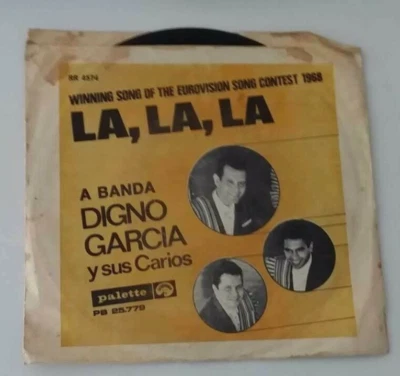 RR 4574
WINNING SONG OF THE EUROVISION SONG CONTEST 1968
LA, LA, LA
A BANDA
DIGNO
GARCIA
y sus Carios
palette
PB 25.772